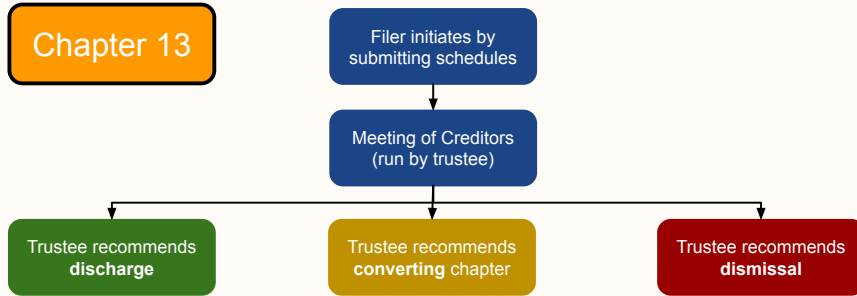 Chapter 13
Filer initiates by
submitting schedules
Meeting of Creditors
(run by trustee)
Trustee recommends
discharge
Trustee recommends
converting chapter
Trustee recommends
dismissal